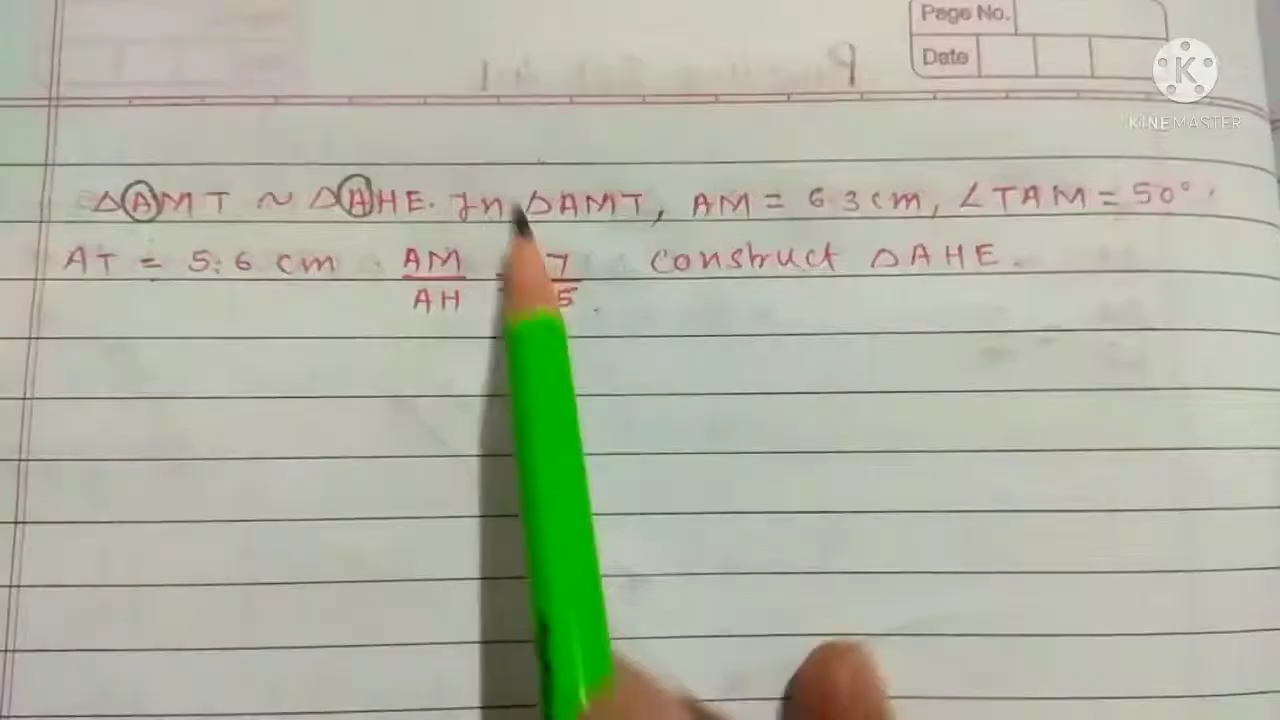 Page No.
Date
K
KINEMASTER
△AMT ~ △AHE. In △AMT, AM = 6.3 cm, ∠TAM = 50°.
AT = 5.6 cm. AM/AH = 7/5. construct △AHE.